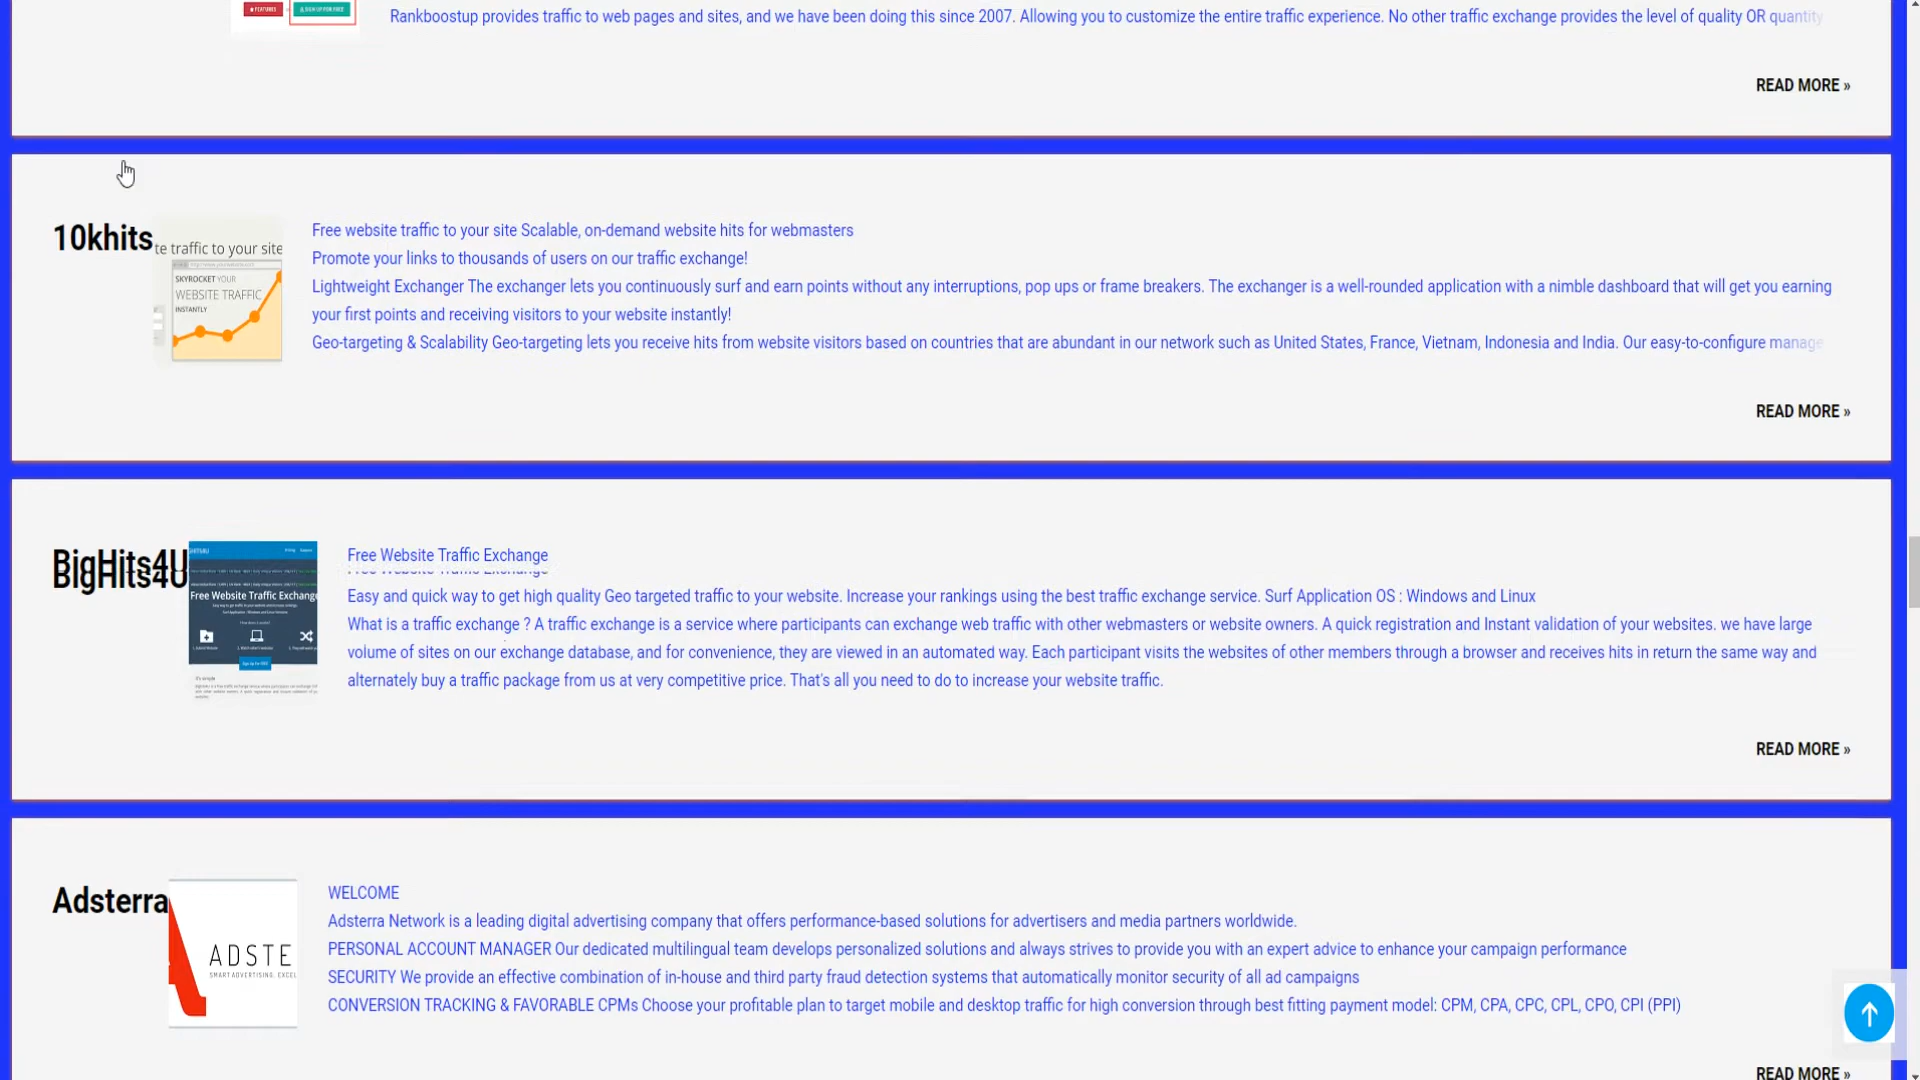 FEATURES
SIGN UP FOR FREE
Rankboostup provides traffic to web pages and sites, and we have been doing this since 2007. Allowing you to customize the entire traffic experience. No other traffic exchange provides the level of quality OR quantity
READ MORE »
10khits
te traffic to your site
SKYROCKET YOUR
WEBSITE TRAFFIC
INSTANTLY
Free website traffic to your site Scalable, on-demand website hits for webmasters
Promote your links to thousands of users on our traffic exchange!
Lightweight Exchanger The exchanger lets you continuously surf and earn points without any interruptions, pop ups or frame breakers. The exchanger is a well-rounded application with a nimble dashboard that will get you earning
your first points and receiving visitors to your website instantly!
Geo-targeting & Scalability Geo-targeting lets you receive hits from website visitors based on countries that are abundant in our network such as United States, France, Vietnam, Indonesia and India. Our easy-to-configure manage
READ MORE »
BigHits4U
Free Website Traffic Exchange
Free Website Traffic Exchange
Free Website Traffic Exchange
Easy and quick way to get high quality Geo targeted traffic to your website. Increase your rankings using the best traffic exchange service. Surf Application OS : Windows and Linux
What is a traffic exchange ? A traffic exchange is a service where participants can exchange web traffic with other webmasters or website owners. A quick registration and Instant validation of your websites. we have large
volume of sites on our exchange database, and for convenience, they are viewed in an automated way. Each participant visits the websites of other members through a browser and receives hits in return the same way and
alternately buy a traffic package from us at very competitive price. That's all you need to do to increase your website traffic.
READ MORE »
Adsterra
ADSTE
SMART ADVERTISING. EXCEL
WELCOME
Adsterra Network is a leading digital advertising company that offers performance-based solutions for advertisers and media partners worldwide.
PERSONAL ACCOUNT MANAGER Our dedicated multilingual team develops personalized solutions and always strives to provide you with an expert advice to enhance your campaign performance
SECURITY We provide an effective combination of in-house and third party fraud detection systems that automatically monitor security of all ad campaigns
CONVERSION TRACKING & FAVORABLE CPMs Choose your profitable plan to target mobile and desktop traffic for high conversion through best fitting payment model: CPM, CPA, CPC, CPL, CPO, CPI (PPI)
READ MORE »